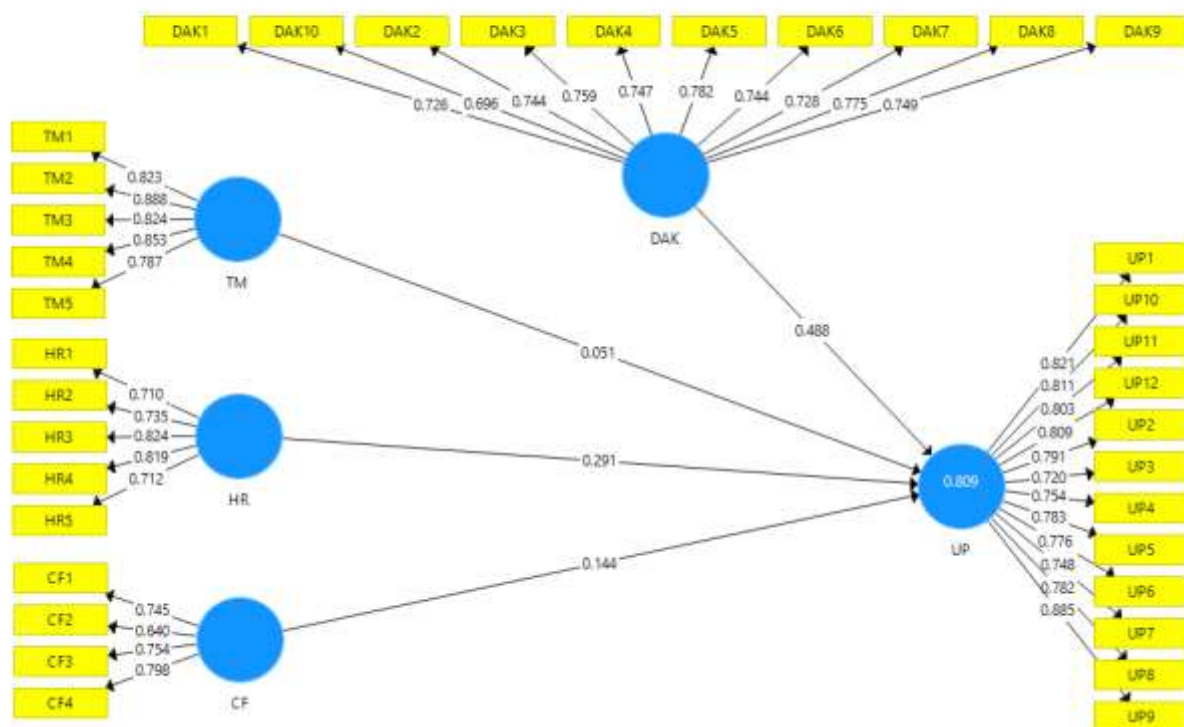 DAK1 DAK10 DAK2 DAK3 DAK4 DAK5 DAK6 DAK7 DAK8 DAK9
0.726 0.696 0.744 0.759 0.747 0.782 0.744 0.728 0.775 0.749
DAK
TM1
TM2
TM3
TM4
TM5
0.823
0.888
0.824
0.853
0.787
TM
HR1
HR2
HR3
HR4
HR5
0.710
0.735
0.824
0.819
0.712
HR
CF1
CF2
CF3
CF4
0.745
0.640
0.754
0.798
CF
0.488
0.051
0.291
0.144
0.809
UP
0.821
0.811
0.803
0.809
0.791
0.720
0.754
0.783
0.776
0.748
0.782
0.885
UP1
UP10
UP11
UP12
UP2
UP3
UP4
UP5
UP6
UP7
UP8
UP9